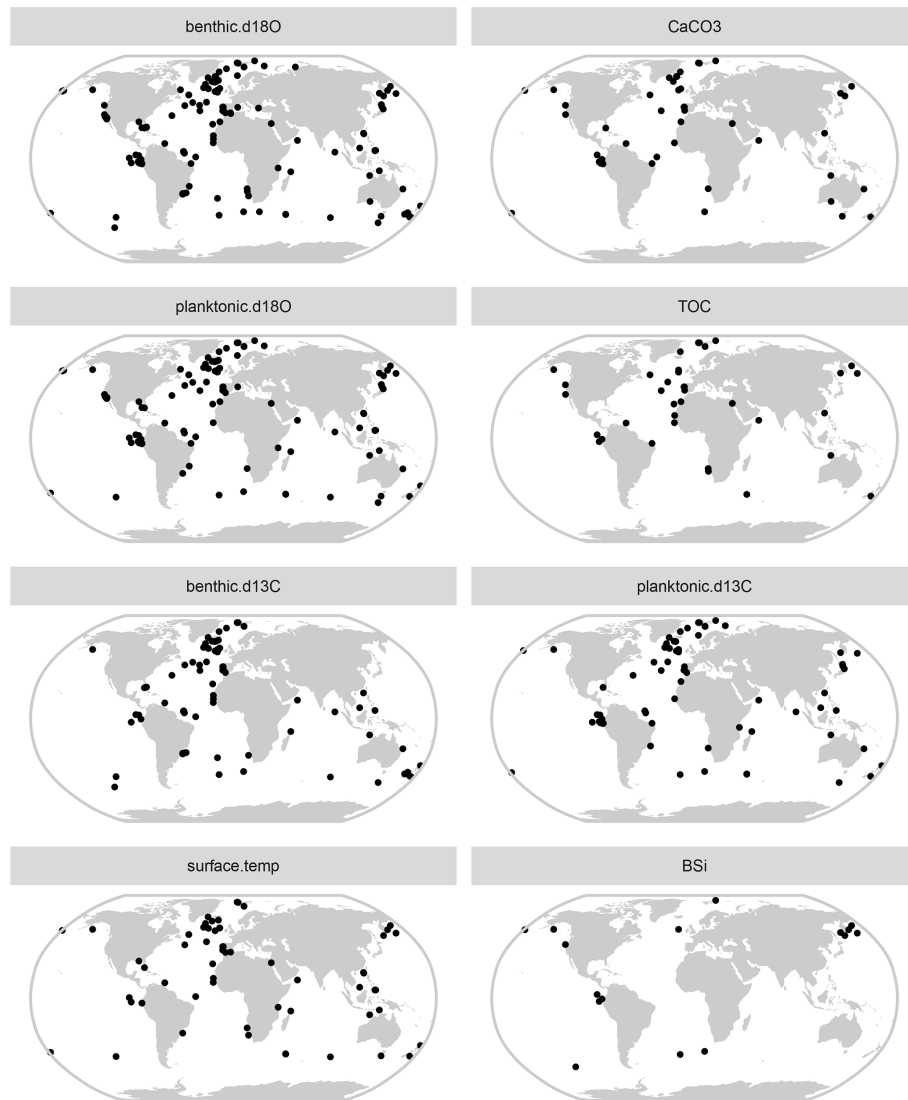 benthic.d18O
CaCO3
planktonic.d18O
TOC
benthic.d13C
planktonic.d13C
surface.temp
BSi